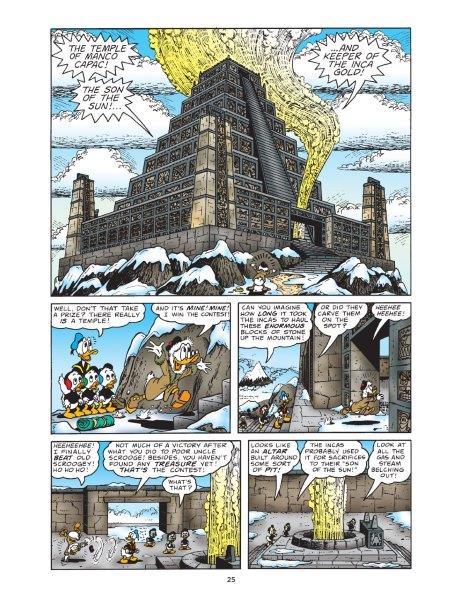 THE TEMPLE
OF MANCO
CAPAC!
THE SON
OF THE
SUN!...
...AND
KEEPER OF
THE INCA
GOLD!
WELL, DON'T THAT TAKE
A PRIZE? THERE REALLY
IS A TEMPLE!
AND IT'S MINE! MINE!
I WIN THE CONTEST!
CAN YOU IMAGINE
HOW LONG IT TOOK
THE INCAS TO HAUL
THESE ENORMOUS
BLOCKS OF STONE
UP THE MOUNTAIN!
OR DID THEY
CARVE THEM
ON THE
SPOT?
HEEHEE
HEEHEE!
HEEHEEHEE!
I FINALLY
BEAT OLD
SCROOGEY!
HO HO HO!
NOT MUCH OF A VICTORY AFTER
WHAT YOU DID TO POOR UNCLE
SCROOGE! BESIDES, YOU HAVEN'T
FOUND ANY TREASURE YET!
THAT'S THE CONTEST!
WHAT'S
THAT?
LOOKS LIKE
AN ALTAR
BUILT AROUND
SOME SORT
OF PIT!
THE INCAS
PROBABLY USED IT
FOR SACRIFICES
TO THEIR "SON
OF THE SUN!"
LOOK AT
ALL THE
GAS AND
STEAM
BELCHING
OUT!
25